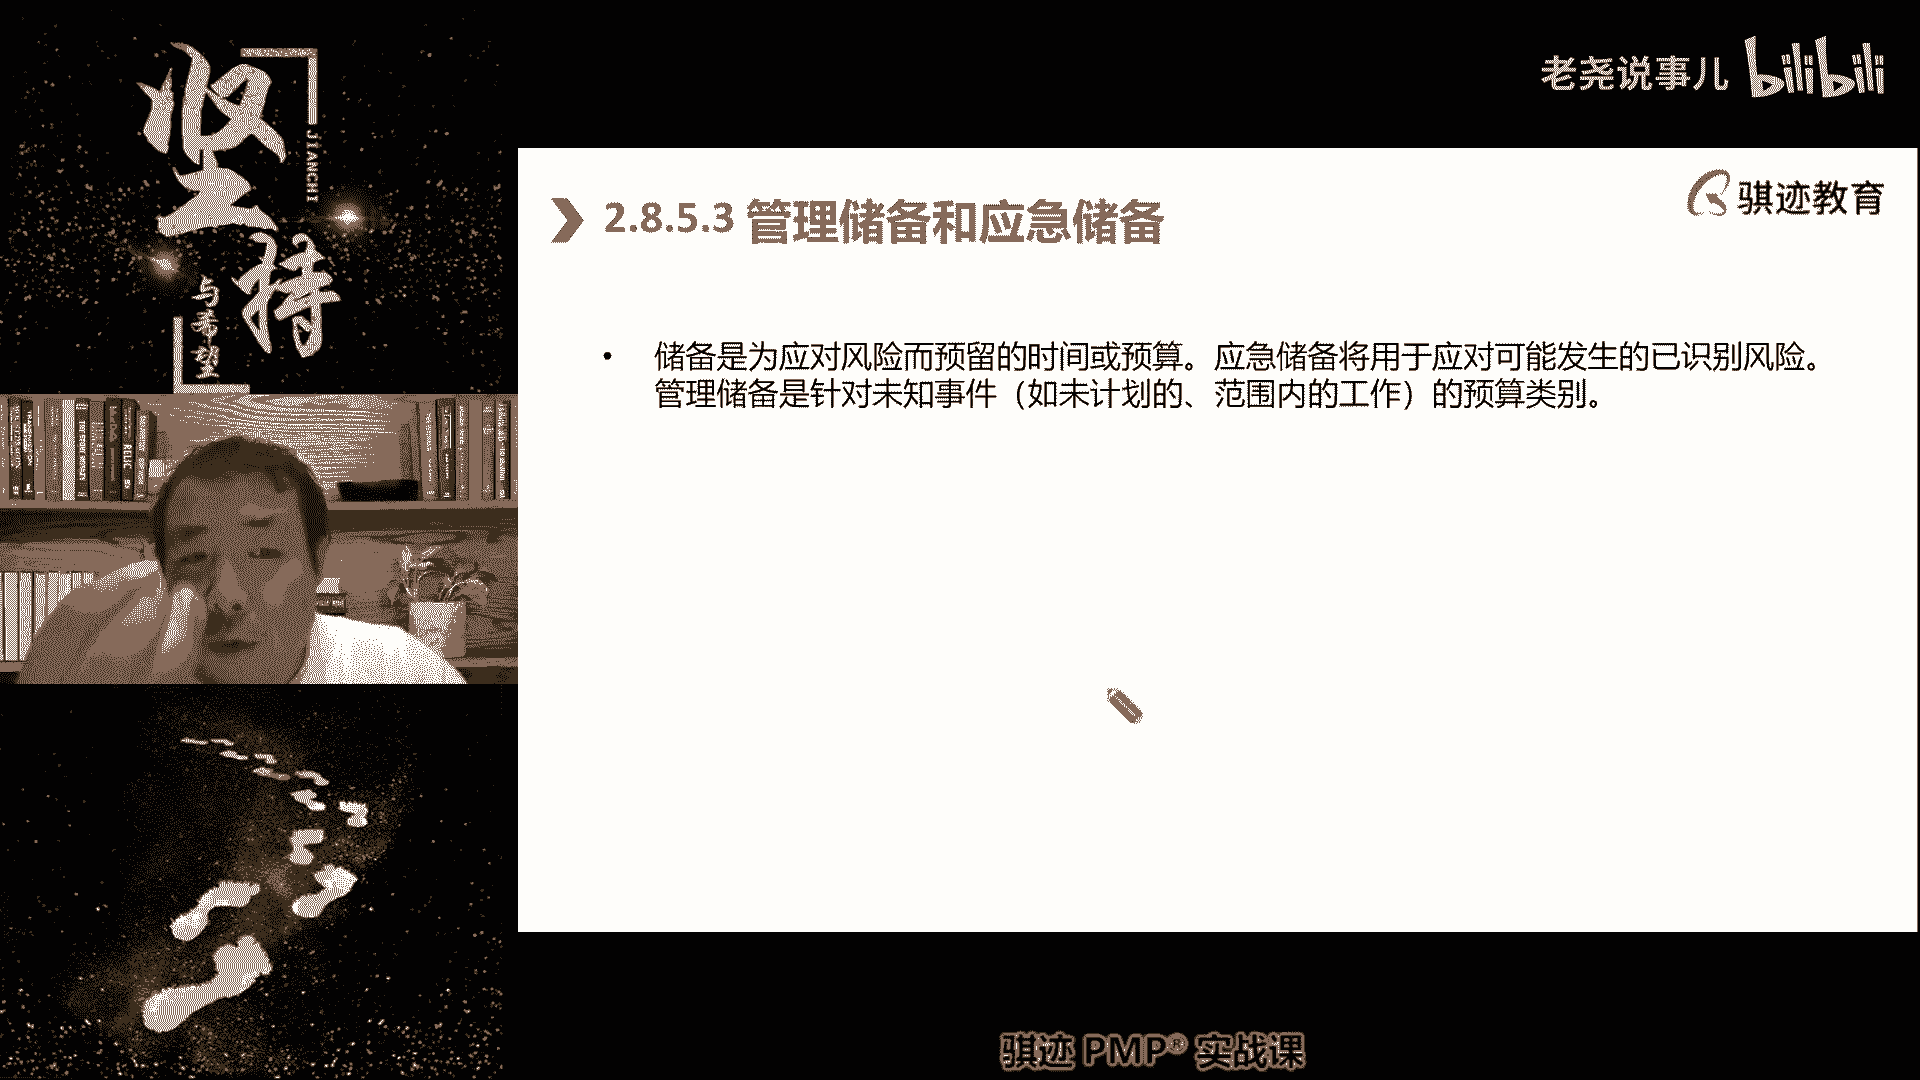 坚持
JIANCHI
与希望
老尧说事儿 bilibili
骐迹教育
2.8.5.3 管理储备和应急储备
• 储备是为应对风险而预留的时间或预算。应急储备将用于应对可能发生的已识别风险。
管理储备是针对未知事件（如未计划的、范围内的工作）的预算类别。
骐迹 PMP® 实战课